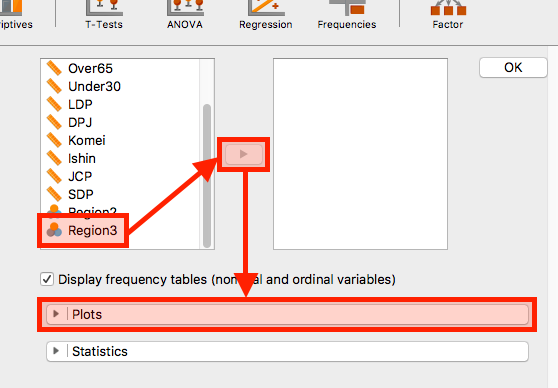 riptives T-Tests ANOVA Regression Frequencies Factor
Over65
Under30
LDP
DPJ
Komei
Ishin
JCP
SDP
Region2
Region3
OK
Display frequency tables (nominal and ordinal variables)
Plots
Statistics